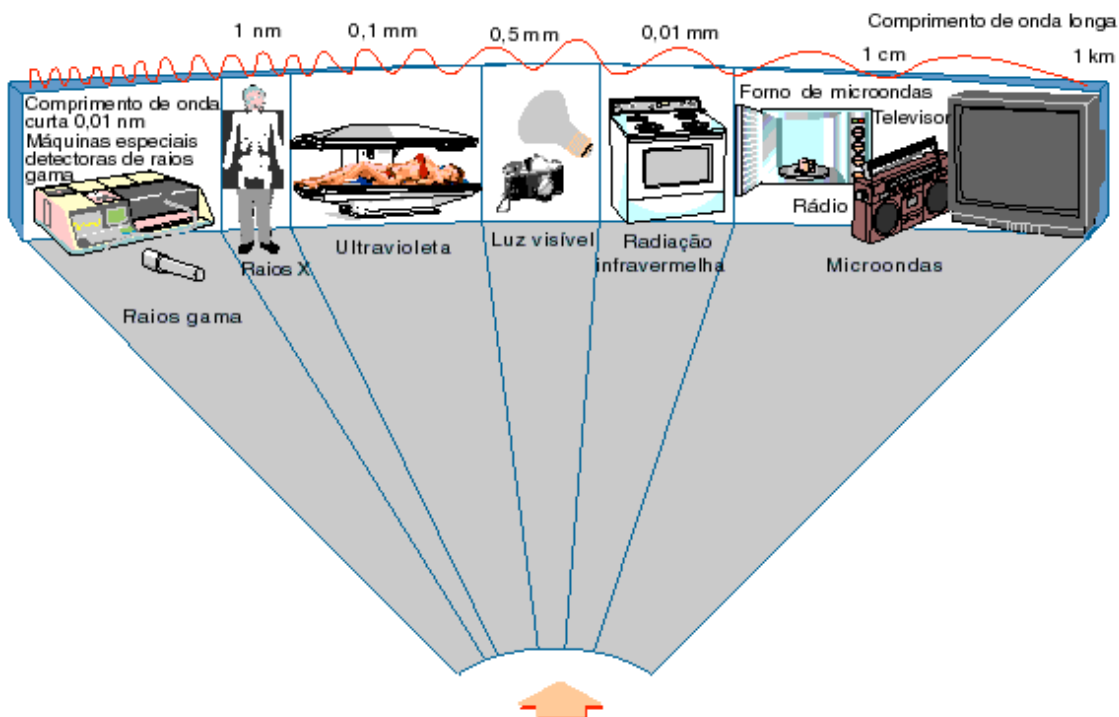 Comprimento de onda longa
1 nm
0,1 mm
0,5 mm
0,01 mm
1 cm
1 km
Comprimento de onda
curta 0,01 nm
Máquinas especiais
detectoras de raios
gama
Forno de microondas
Televisor
Rádio
Raios X
Ultravioleta
Luz visível
Radiação
infravermelha
Microondas
Raios gama